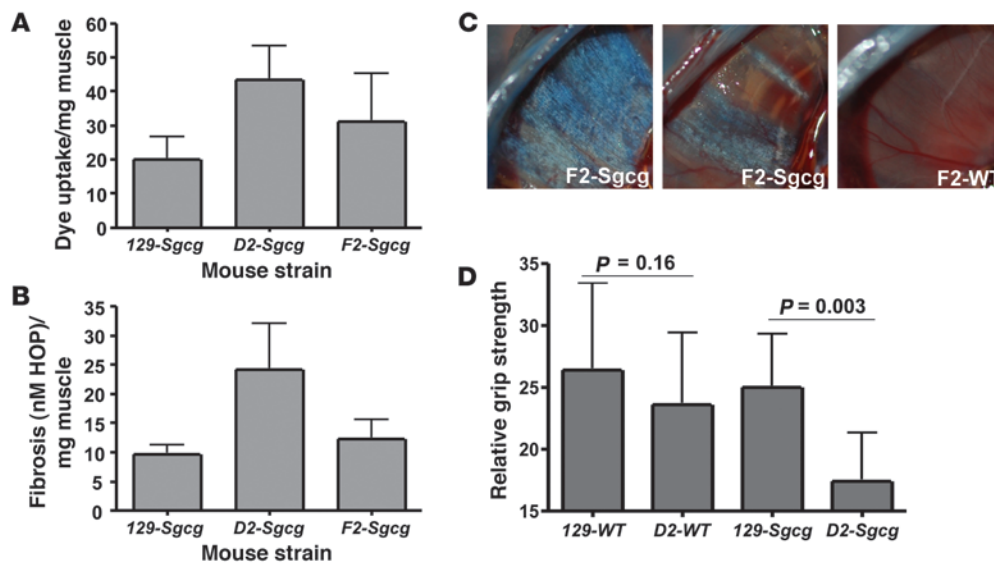 A
Dye uptake/mg muscle
60
50
40
30
20
10
0
129-Sgcg
D2-Sgcg
F2-Sgcg
Mouse strain
B
Fibrosis (nM HOP)/
mg muscle
35
30
25
20
15
10
5
0
129-Sgcg
D2-Sgcg
F2-Sgcg
Mouse strain
C
F2-Sgcg
F2-Sgcg
F2-WT
D
Relative grip strength
35
30
25
20
15
P = 0.16
P = 0.003
129-WT
D2-WT
129-Sgcg
D2-Sgcg